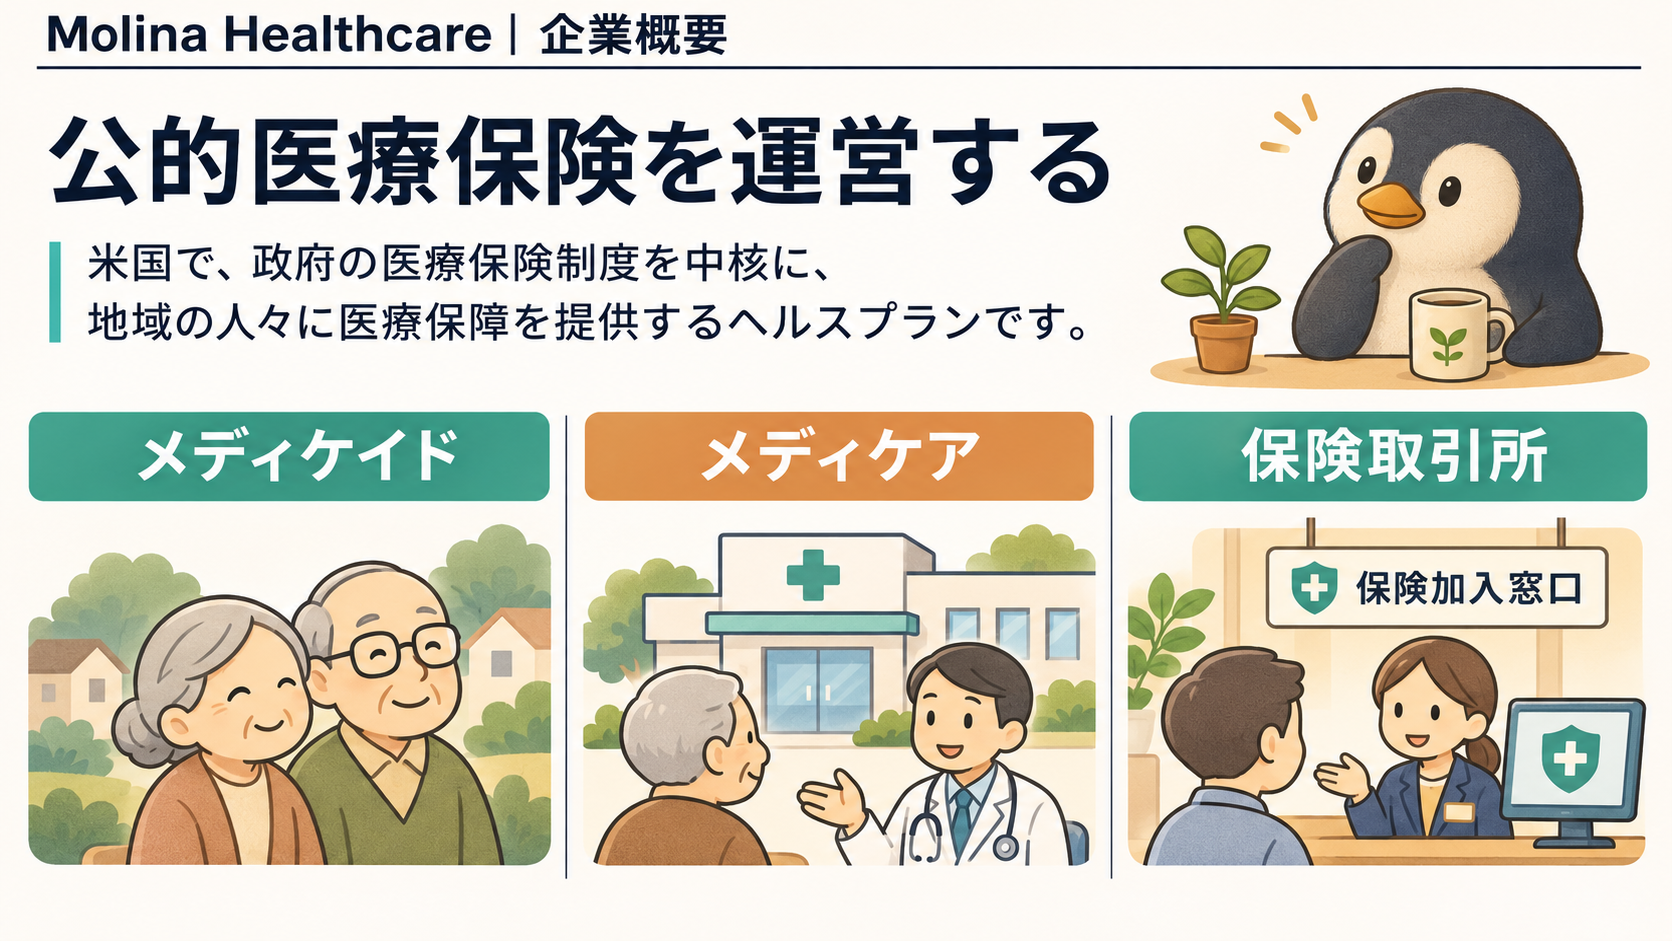 Molina Healthcare｜企業概要
公的医療保険を運営する
米国で、政府の医療保険制度を中核に、
地域の人々に医療保障を提供するヘルスプランです。
メディケイド
メディケア
保険取引所
保険加入窓口